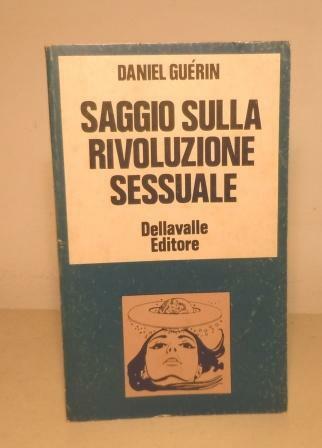 DANIEL GUÉRIN
SAGGIO SULLA
RIVOLUZIONE
SESSUALE
Dellavalle
Editore